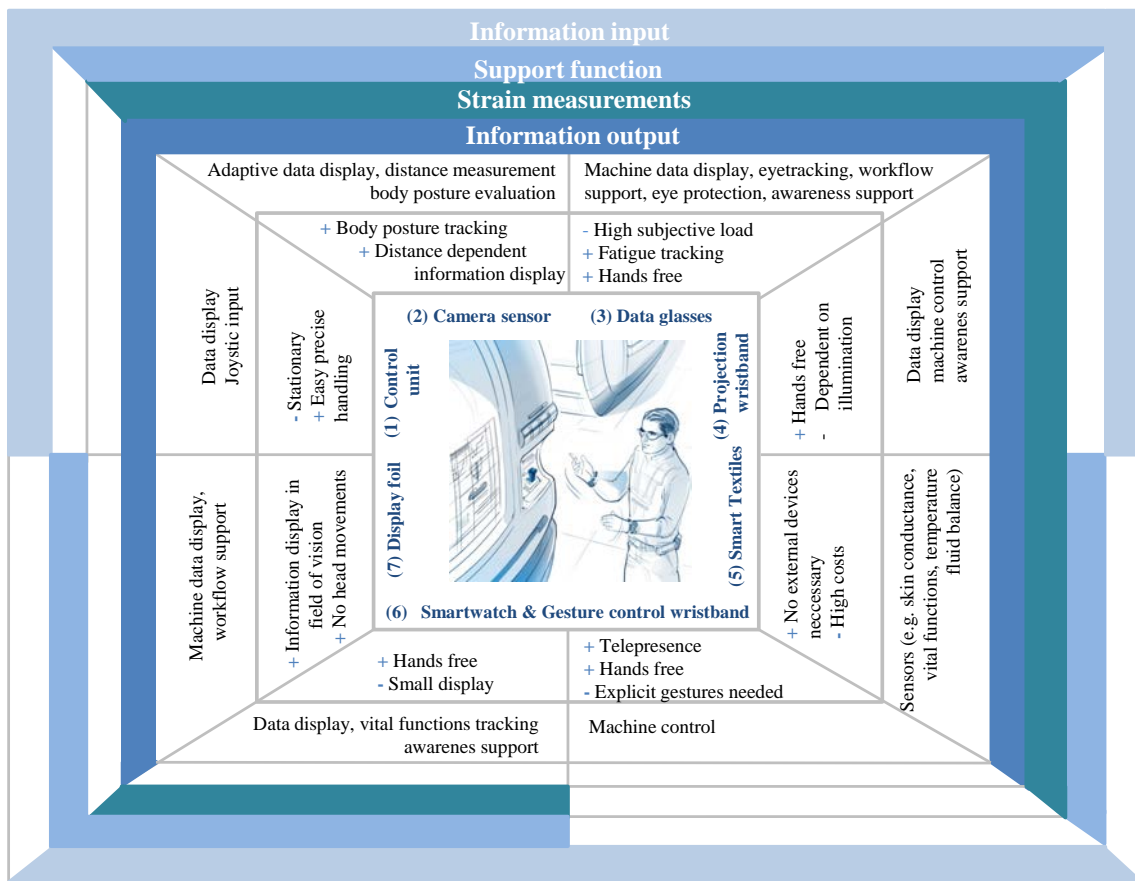 Information input
Support function
Strain measurements
Information output
Adaptive data display, distance measurement
body posture evaluation
Machine data display, eyetracking, workflow
support, eye protection, awareness support
+ Body posture tracking
+ Distance dependent
information display
- High subjective load
+ Fatigue tracking
+ Hands free
(2) Camera sensor
(3) Data glasses
Data display
Joystic input
- Stationary
+ Easy precise
handling
(1) Control
unit
(4) Projection
wristband
+ Hands free
- Dependent on
illumination
Data display
machine control
awarenes support
Machine data display,
workflow support
+ Information display in
field of vision
+ No head movements
(7) Display foil
(5) Smart Textiles
+ No external devices
neccessary
- High costs
Sensors (e.g. skin conductance,
vital functions, temperature
fluid balance)
(6) Smartwatch & Gesture control wristband
+ Hands free
- Small display
+ Telepresence
+ Hands free
- Explicit gestures needed
Data display, vital functions tracking
awarenes support
Machine control